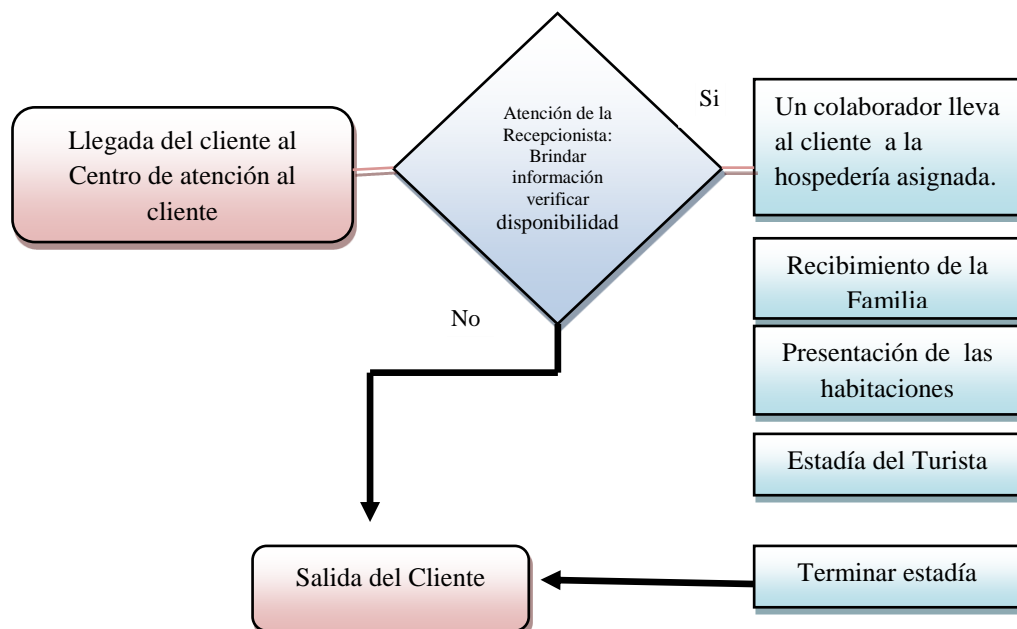 Llegada del cliente al
Centro de atención al
cliente
Atención de la
Recepcionista:
Brindar
información
verificar
disponibilidad
Si
Un colaborador lleva
al cliente a la
hospedería asignada.
Recibimiento de la
Familia
Presentación de las
habitaciones
Estadía del Turista
No
Terminar estadía
Salida del Cliente